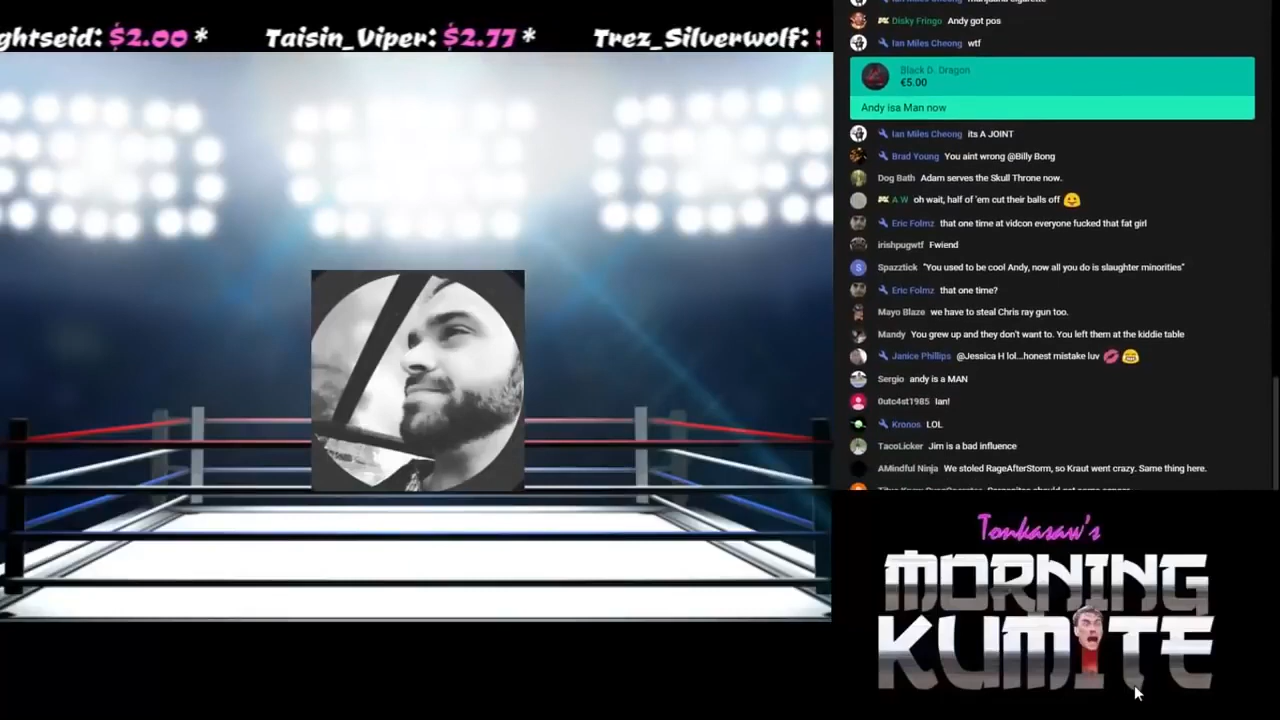 ghtseid: $2.00 * Taisin_Viper: $2.77 * Trez_Silverwolf:
Disky Fringo Andy got pos
Ian Miles Cheong wtf
Black D. Dragon
€5.00
Andy isa Man now
Ian Miles Cheong its A JOINT
Brad Young You aint wrong @Billy Bong
Dog Bath Adam serves the Skull Throne now.
A W oh wait, half of 'em cut their balls off
Eric Folmz that one time at vidcon everyone fucked that fat girl
irishpugwtf Fwiend
S Spazztick "You used to be cool Andy, now all you do is slaughter minorities"
Eric Folmz that one time?
Mayo Blaze we have to steal Chris ray gun too.
Mandy You grew up and they don't want to. You left them at the kiddie table
Janice Phillips @Jessica H lol...honest mistake luv
Sergio andy is a MAN
0utc4st1985 Ian!
Kronos LOL
TacoLicker Jim is a bad influence
AMindful Ninja We stoled RageAfterStorm, so Kraut went crazy. Same thing here.
Tonkasaw's
MORNING
KUMITE